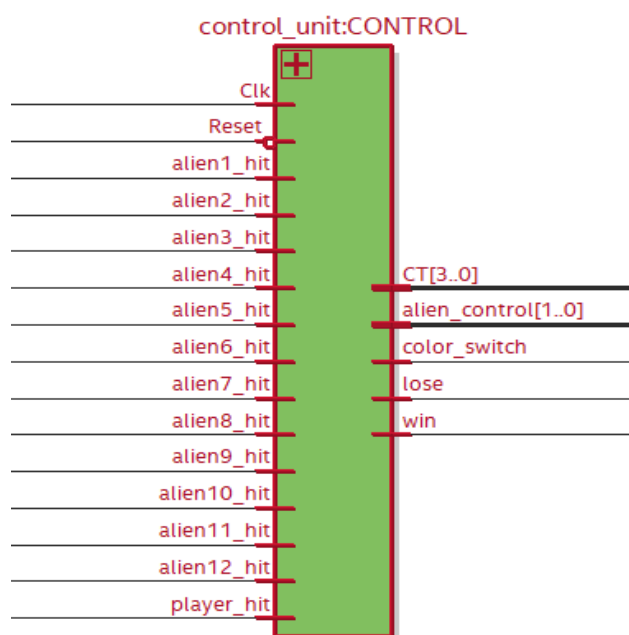 control_unit:CONTROL
Clk
Reset
alien1_hit
alien2_hit
alien3_hit
alien4_hit
alien5_hit
alien6_hit
alien7_hit
alien8_hit
alien9_hit
alien10_hit
alien11_hit
alien12_hit
player_hit
CT[3..0]
alien_control[1..0]
color_switch
lose
win